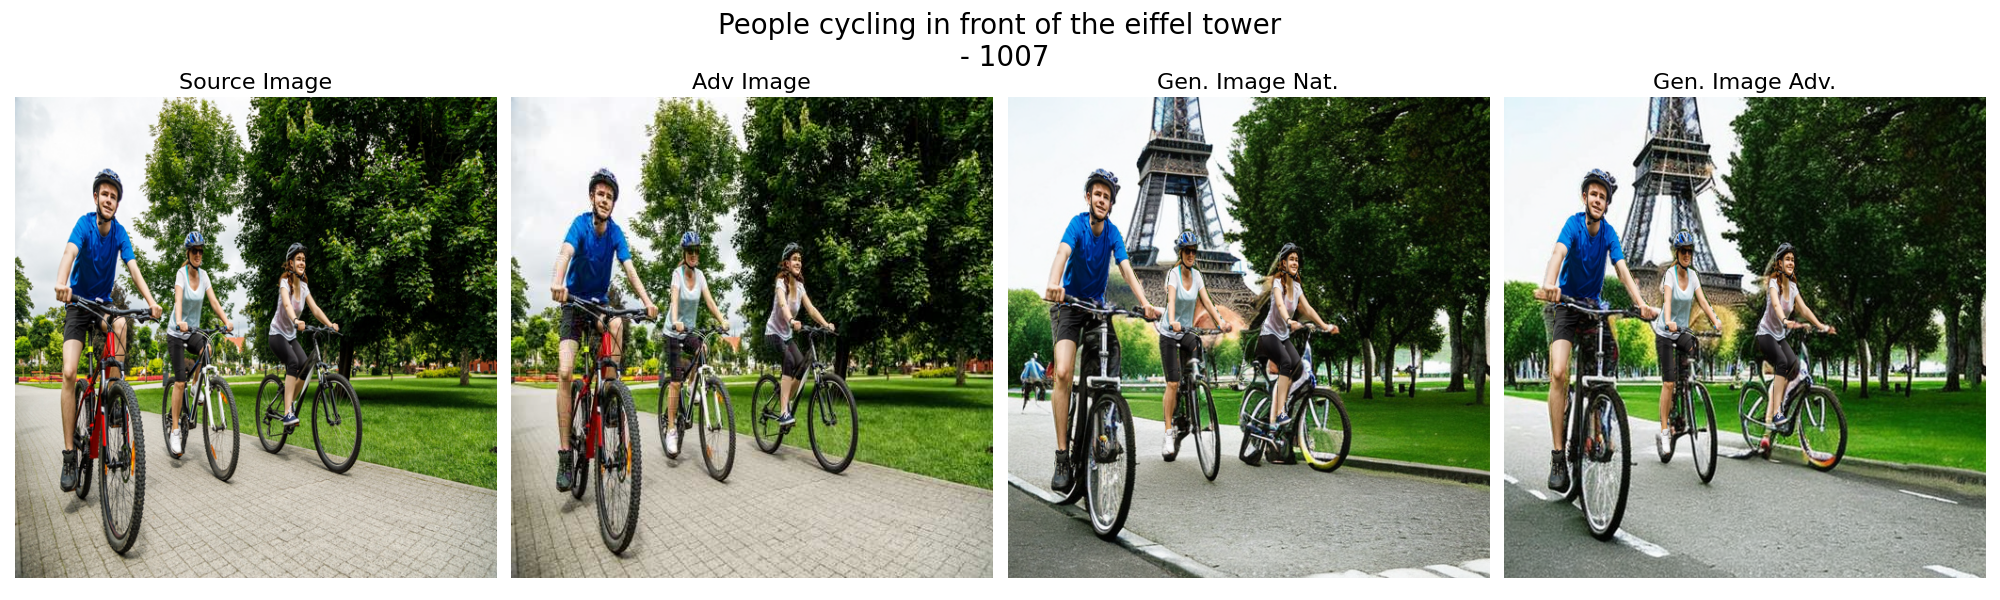 People cycling in front of the eiffel tower
- 1007
Source Image
Adv Image
Gen. Image Nat.
Gen. Image Adv.